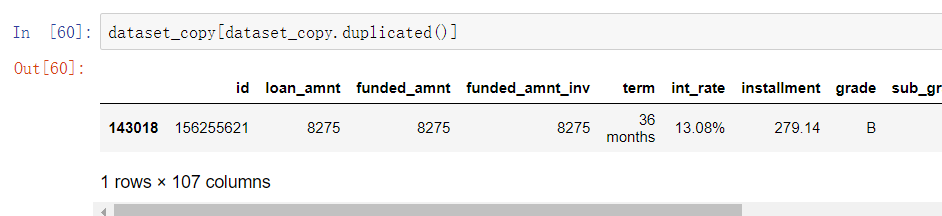 In [60]: dataset_copy[dataset_copy.duplicated()]
Out[60]:
id loan_amnt funded_amnt funded_amnt_inv term int_rate installment grade sub_gr
143018 156255621 8275 8275 8275 36 months 13.08% 279.14 B
1 rows × 107 columns